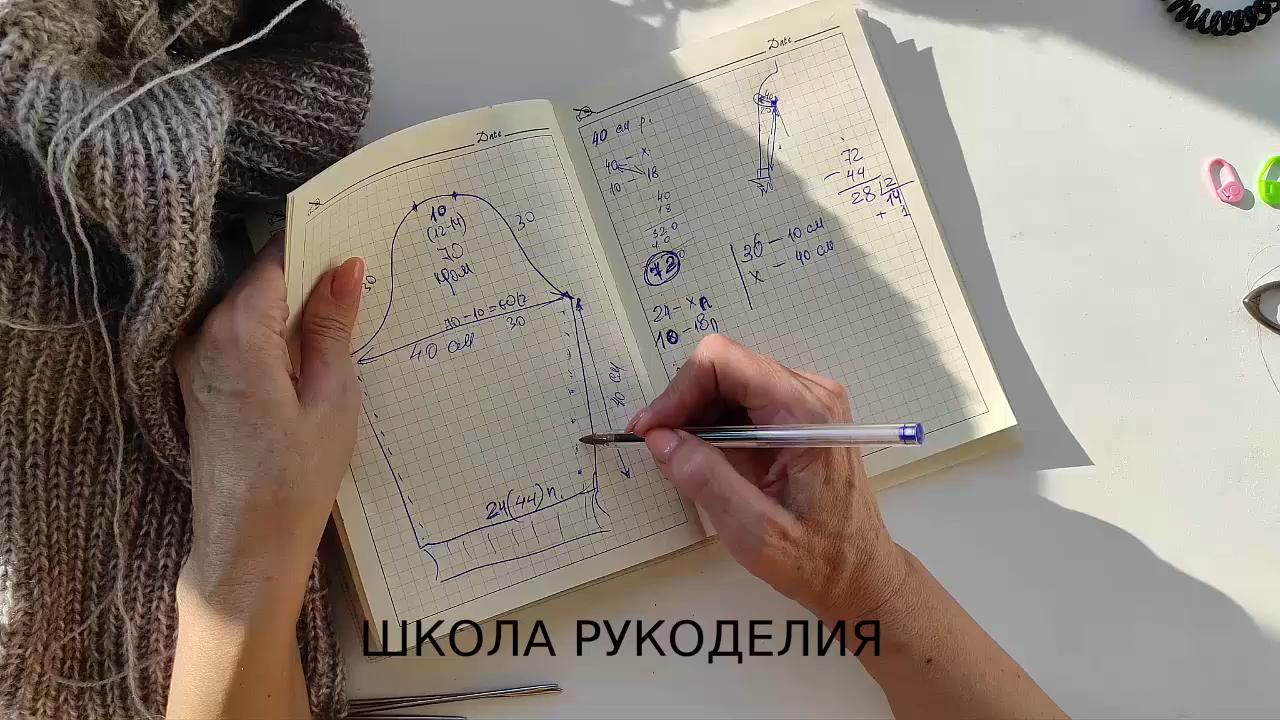 Date
10
(12-14)
70
кром
30
30
70-10=60/2
30
40 см
40 см
24(44)п.
Date
40 см р.
40 - x
10 - 18
40
18
320
40
72
24 - x п
10 - 18п
36 - 10 см
x - 40 см
72
- 44
28 2
14
+ 1
ШКОЛА РУКОДЕЛИЯ